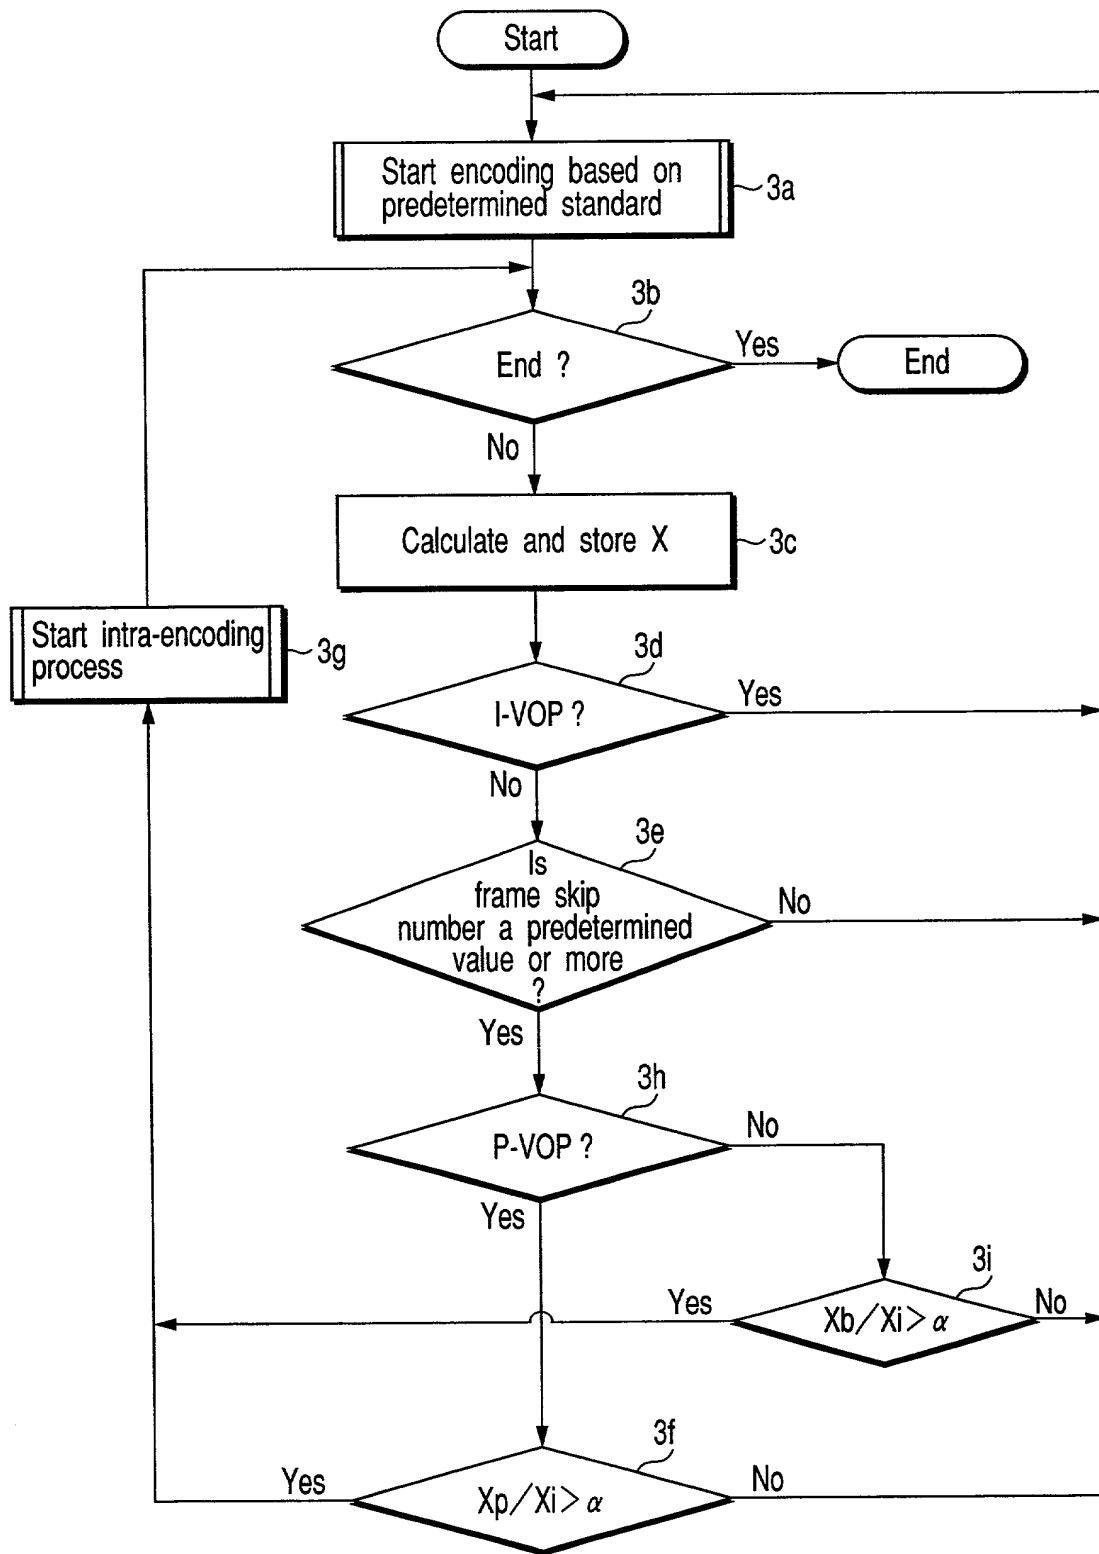 Start
Start encoding based on
predetermined standard
3a
3b
End ?
Yes
End
No
Calculate and store X
3c
Start intra-encoding
process
3g
3d
I-VOP ?
Yes
No
3e
Is
frame skip
number a predetermined
value or more
?
No
Yes
3h
P-VOP ?
No
Yes
3i
Xb/Xi>α
Yes
No
3f
Xp/Xi>α
Yes
No